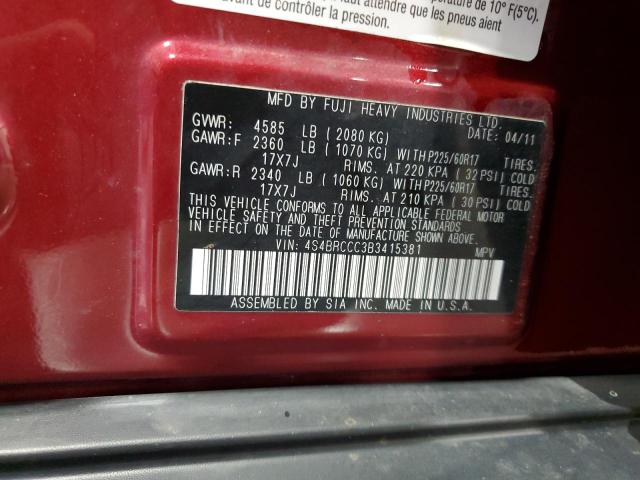 pérature de 10° F(5°C).
faut attendre que les pneus aient
avant de contrôler la pression.
MFD BY FUJI HEAVY INDUSTRIES LTD.
GVWR: 4585 LB ( 2080 KG) DATE: 04/11
GAWR:F 2360 LB ( 1070 KG) WITH P225/60R17 TIRES.
17X7J RIMS. AT 220 KPA ( 32 PSI) COLD
GAWR:R 2340 LB ( 1060 KG) WITH P225/60R17 TIRES.
17X7J RIMS. AT 210 KPA ( 30 PSI) COLD
THIS VEHICLE CONFORMS TO ALL APPLICABLE FEDERAL MOTOR
VEHICLE SAFETY AND THEFT PREVENTION STANDARDS
IN EFFECT ON THE DATE OF MANUFACTURE SHOWN ABOVE.
VIN: 4S4BRCCC3B3415381 MPV
ASSEMBLED BY SIA INC. MADE IN U.S.A.